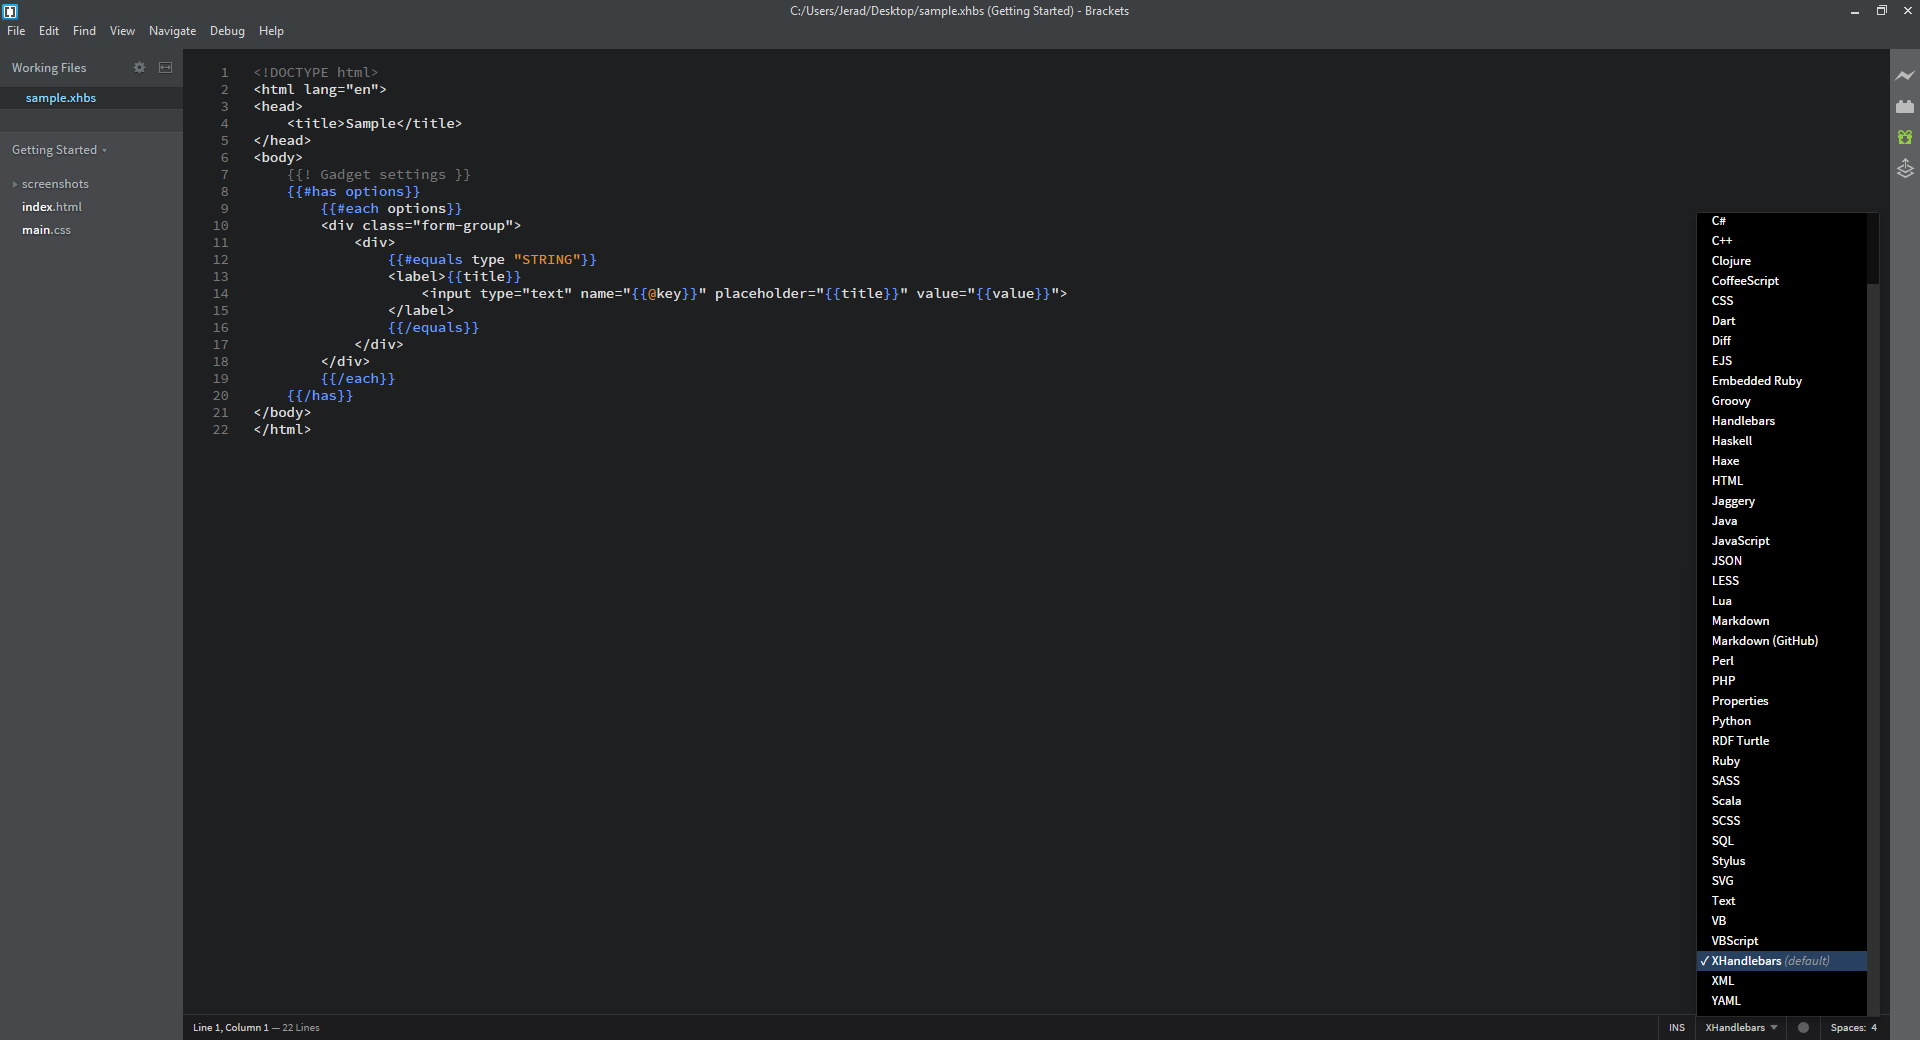 C:/Users/Jerad/Desktop/sample.xhbs (Getting Started) - Brackets
File Edit Find View Navigate Debug Help
Working Files
sample.xhbs
Getting Started
screenshots
index.html
main.css
1 <!DOCTYPE html>
2 <html lang="en">
3 <head>
4     <title>Sample</title>
5 </head>
6 <body>
7     {{! Gadget settings }}
8     {{#has options}}
9         {{#each options}}
10         <div class="form-group">
11             <div>
12                 {{#equals type "STRING"}}
13                 <label>{{title}}
14                     <input type="text" name="{{@key}}" placeholder="{{title}}" value="{{value}}">
15                 </label>
16                 {{/equals}}
17             </div>
18         </div>
19         {{/each}}
20     {{/has}}
21 </body>
22 </html>
C#
C++
Clojure
CoffeeScript
CSS
Dart
Diff
EJS
Embedded Ruby
Groovy
Handlebars
Haskell
Haxe
HTML
Jaggery
Java
JavaScript
JSON
LESS
Lua
Markdown
Markdown (GitHub)
Perl
PHP
Properties
Python
RDF Turtle
Ruby
SASS
Scala
SCSS
SQL
Stylus
SVG
Text
VB
VBScript
✓ XHandlebars (default)
XML
YAML
Line 1, Column 1 — 22 Lines
INS XHandlebars Spaces: 4